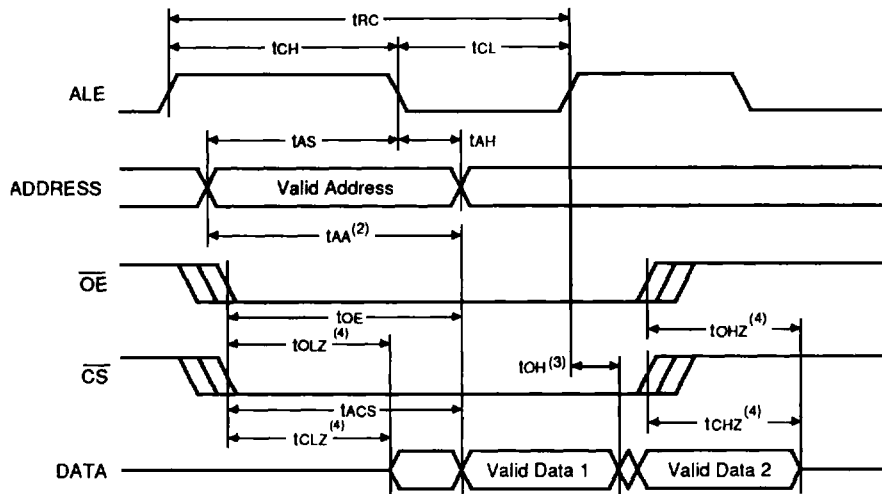 tRC
tCH tCL
ALE
tAS tAH
ADDRESS Valid Address
tAA(2)
OE
tOE
tOLZ(4) tOHZ(4)
CS tOH(3)
tACS
tCLZ(4) tCHZ(4)
DATA Valid Data 1 Valid Data 2